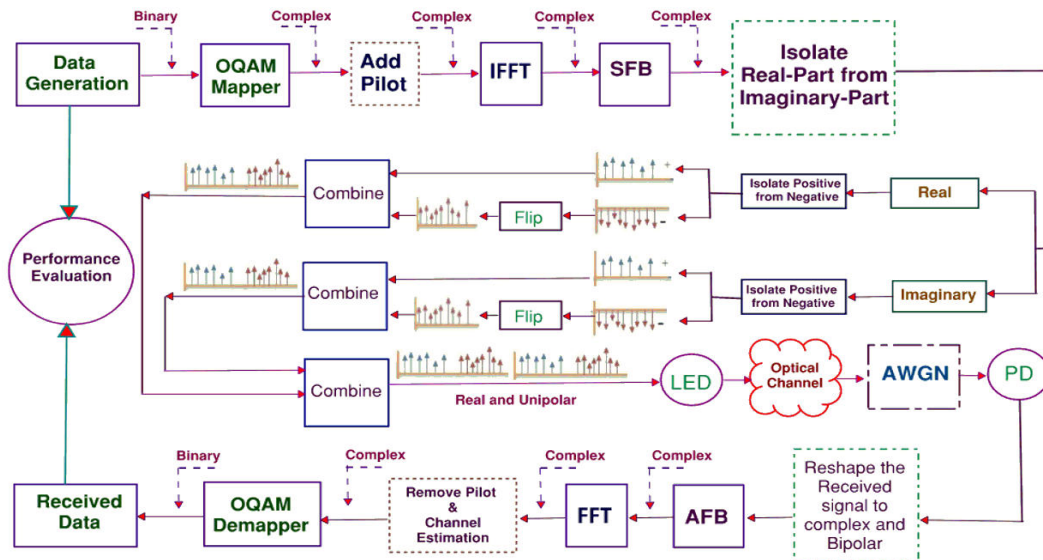 Binary
Complex
Complex
Complex
Complex
Data
Generation
OQAM
Mapper
Add
Pilot
IFFT
SFB
Isolate
Real-Part from
Imaginary-Part
Combine
+
Isolate Positive
from Negative
Real
Flip
-
Performance
Evaluation
Combine
+
Isolate Positive
from Negative
Imaginary
Flip
-
Combine
Real and Unipolar
LED
Optical
Channel
AWGN
PD
Binary
Complex
Complex
Complex
Received
Data
OQAM
Demapper
Remove Pilot
&
Channel
Estimation
FFT
AFB
Reshape the
Received
signal to
complex and
Bipolar